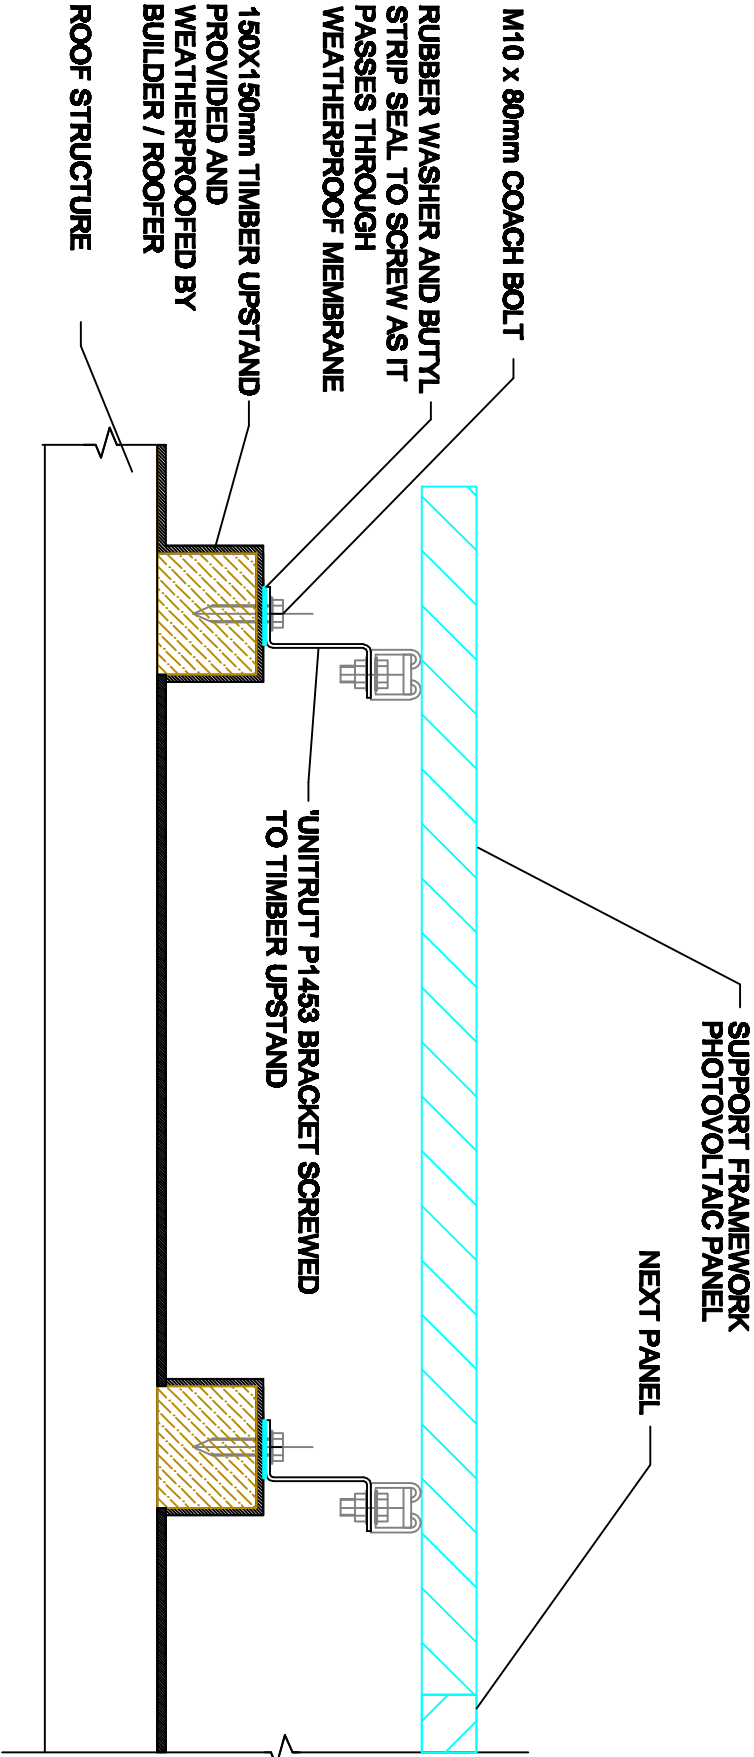 M10 x 80mm COACH BOLT
RUBBER WASHER AND BUTYL
STRIP SEAL TO SCREW AS IT
PASSES THROUGH
WEATHERPROOF MEMBRANE
150X150mm TIMBER UPSTAND
PROVIDED AND
WEATHERPROOFED BY
BUILDER / ROOFER
ROOF STRUCTURE
'UNITRUT' P1453 BRACKET SCREWED
TO TIMBER UPSTAND
SUPPORT FRAMEWORK
PHOTOVOLTAIC PANEL
NEXT PANEL